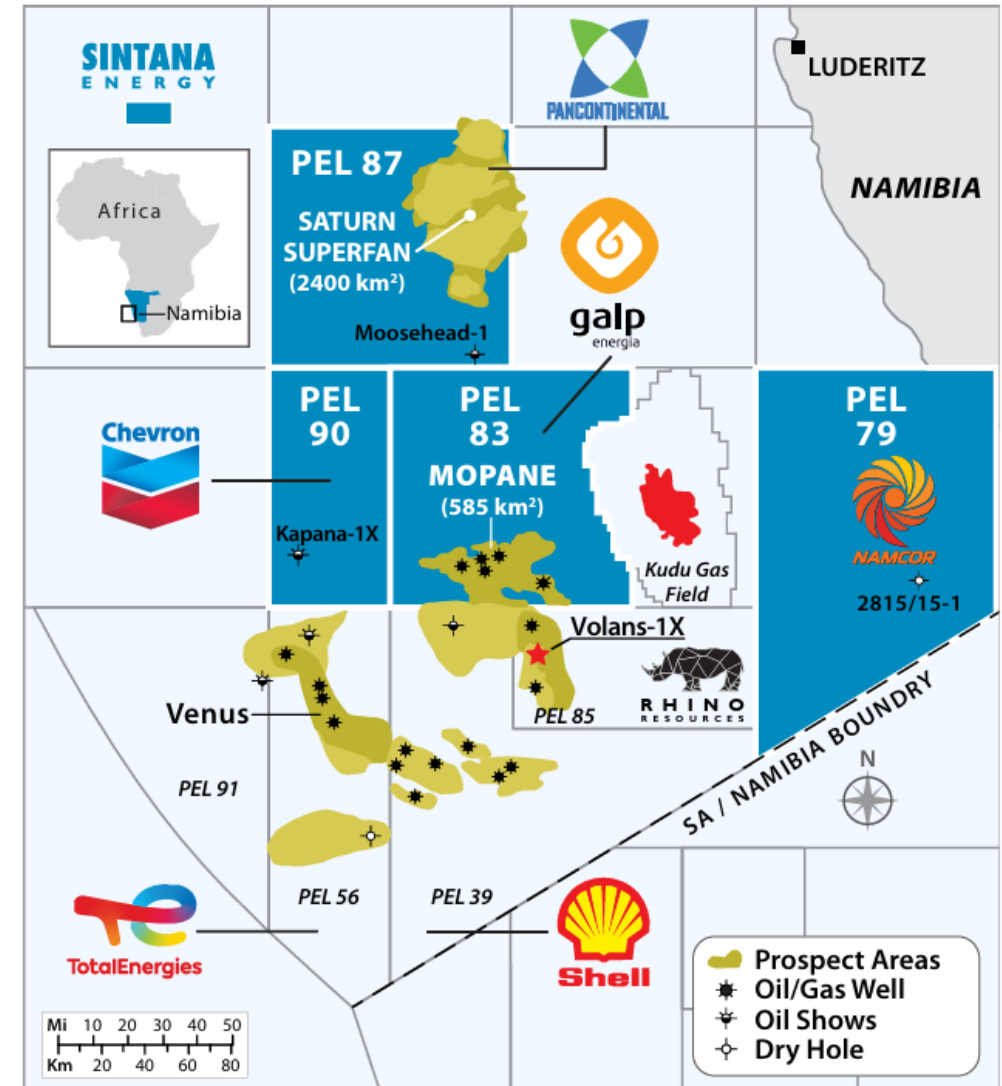 SINTANA
ENERGY
PANCONTINENTAL
LUDERITZ
NAMIBIA
Africa
Namibia
PEL 87
SATURN
SUPERFAN
(2400 km²)
Moosehead-1
galp
energia
Chevron
PEL
90
Kapana-1X
PEL
83
MOPANE
(585 km²)
Kudu Gas
Field
PEL
79
NAMCOR
2815/15-1
Volans-1X
RHINO
RESOURCES
PEL 85
Venus
PEL 91
SA / NAMIBIA BOUNDRY
N
PEL 56
PEL 39
TotalEnergies
Shell
Prospect Areas
Oil/Gas Well
Oil Shows
Dry Hole
Mi 10 20 30 40 50
Km 20 40 60 80